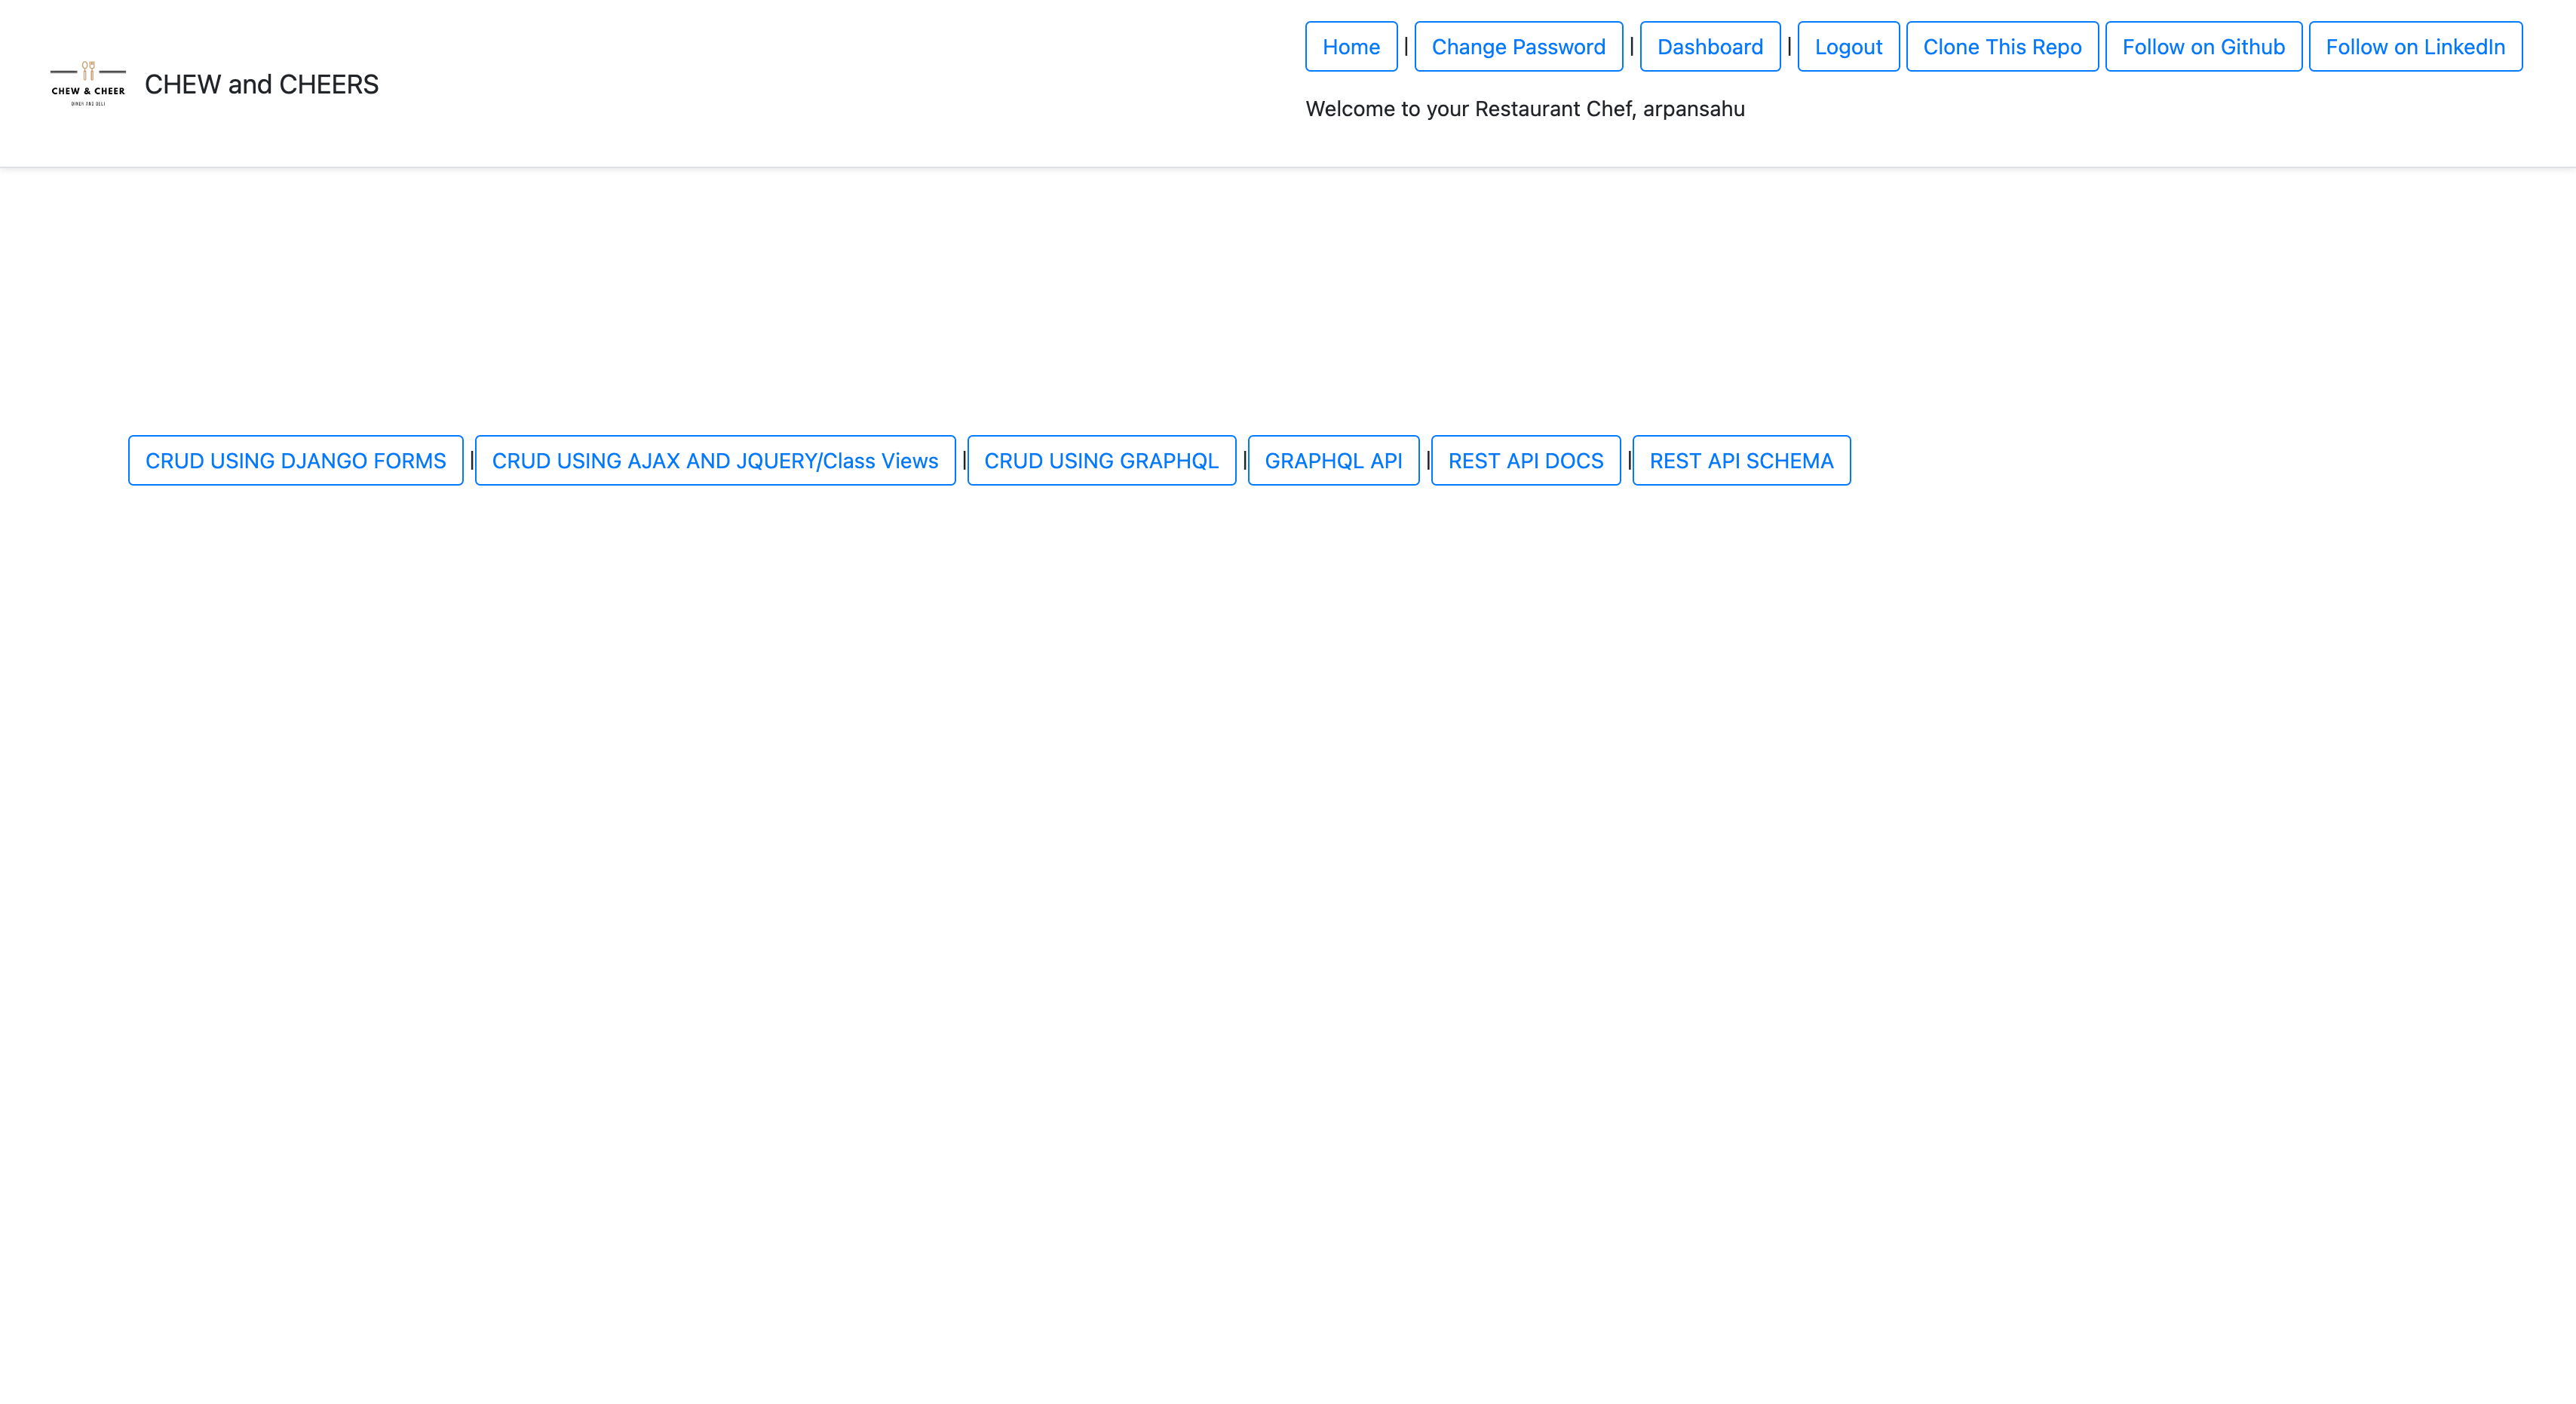 Home | Change Password | Dashboard | Logout Clone This Repo Follow on Github Follow on LinkedIn
CHEW & CHEER
CHEW and CHEERS
Welcome to your Restaurant Chef, arpansahu
CRUD USING DJANGO FORMS | CRUD USING AJAX AND JQUERY/Class Views | CRUD USING GRAPHQL | GRAPHQL API | REST API DOCS | REST API SCHEMA